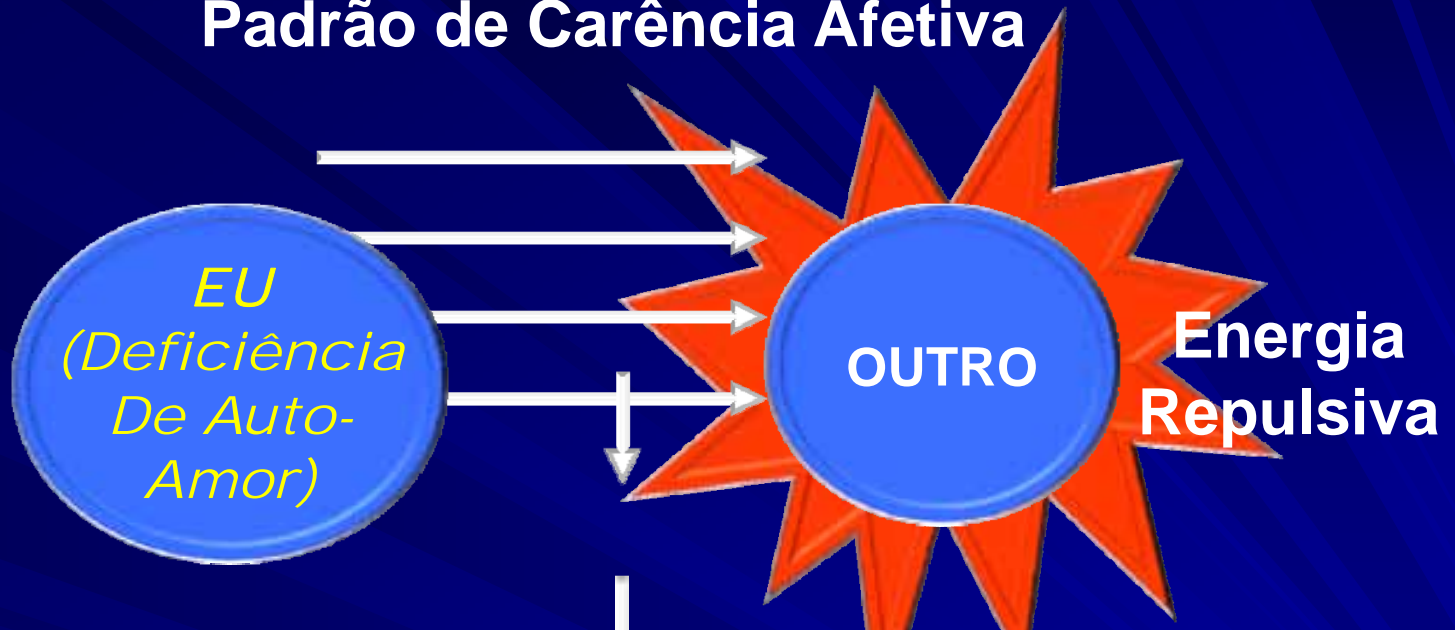 Padrão de Carência Afetiva
EU
(Deficiência
De Auto-
Amor)
OUTRO
Energia
Repulsiva